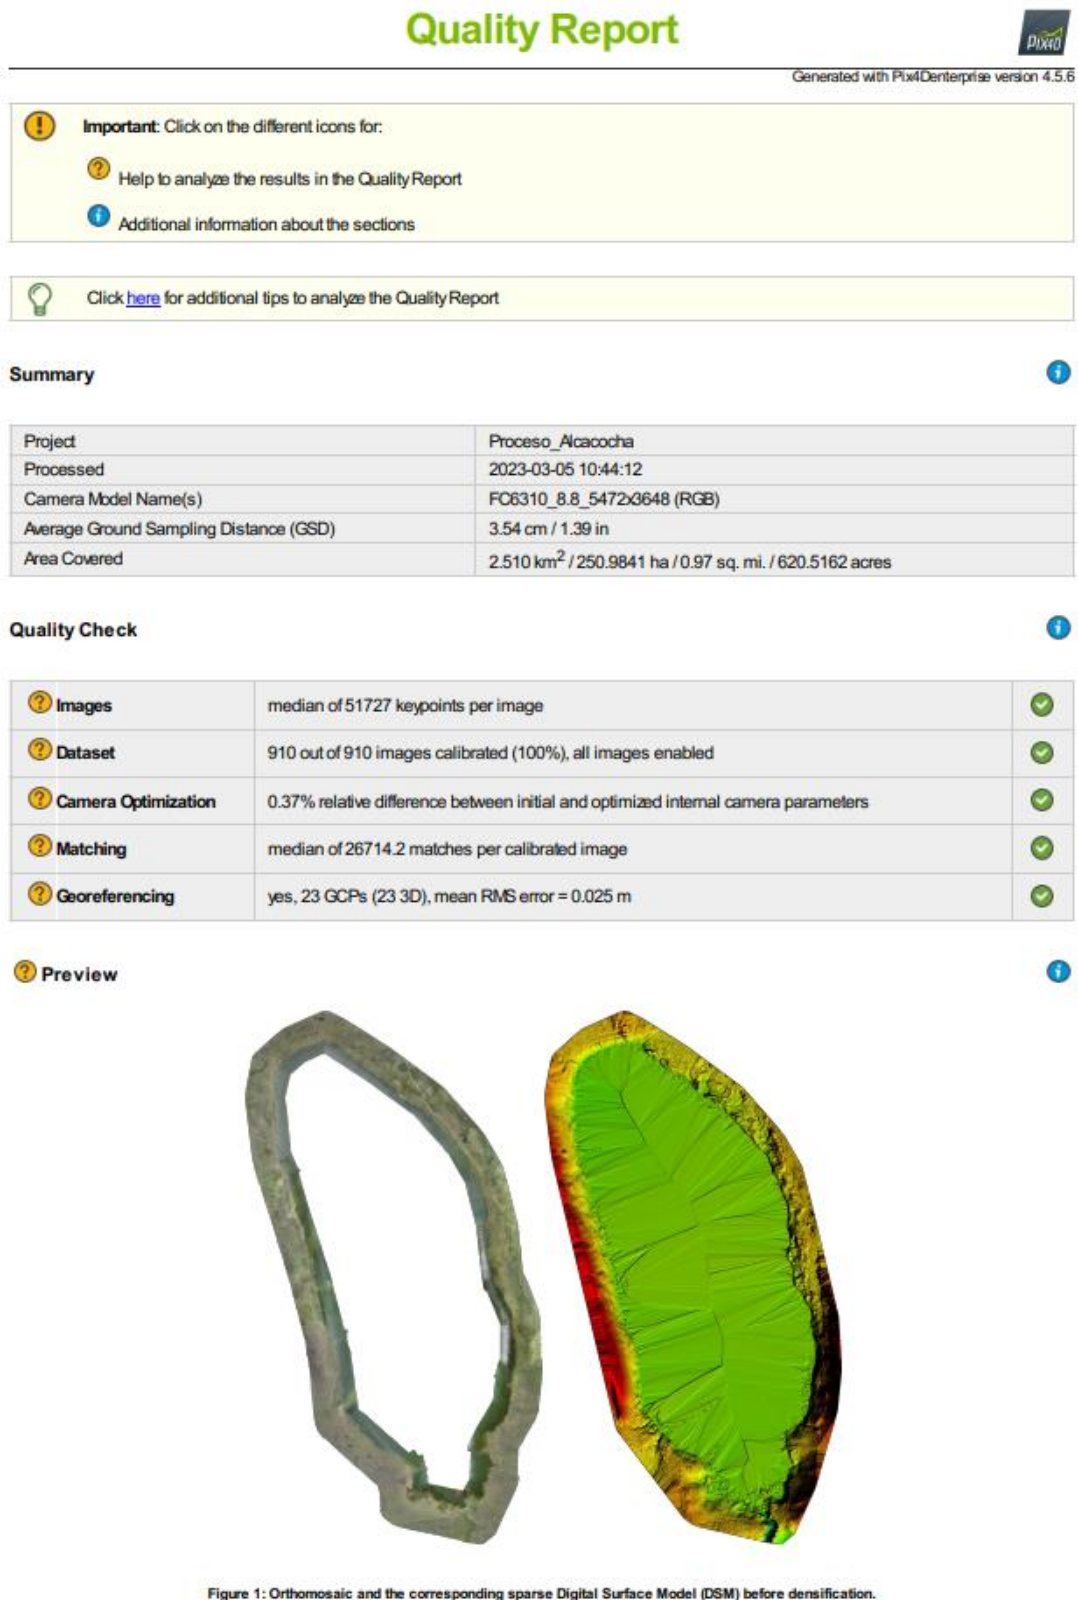 Quality Report
PIX4D
Generated with Pix4Denterprise version 4.5.6
! Important: Click on the different icons for:
? Help to analyze the results in the Quality Report
i Additional information about the sections
Click here for additional tips to analyze the Quality Report
Summary i
Project Proceso_Alcacocha
Processed 2023-03-05 10:44:12
Camera Model Name(s) FC6310_8.8_5472x3648 (RGB)
Average Ground Sampling Distance (GSD) 3.54 cm / 1.39 in
Area Covered 2.510 km2 / 250.9841 ha / 0.97 sq. mi. / 620.5162 acres
Quality Check i
? Images median of 51727 keypoints per image
? Dataset 910 out of 910 images calibrated (100%), all images enabled
? Camera Optimization 0.37% relative difference between initial and optimized internal camera parameters
? Matching median of 26714.2 matches per calibrated image
? Georeferencing yes, 23 GCPs (23 3D), mean RMS error = 0.025 m
? Preview i
Figure 1: Orthomosaic and the corresponding sparse Digital Surface Model (DSM) before densification.